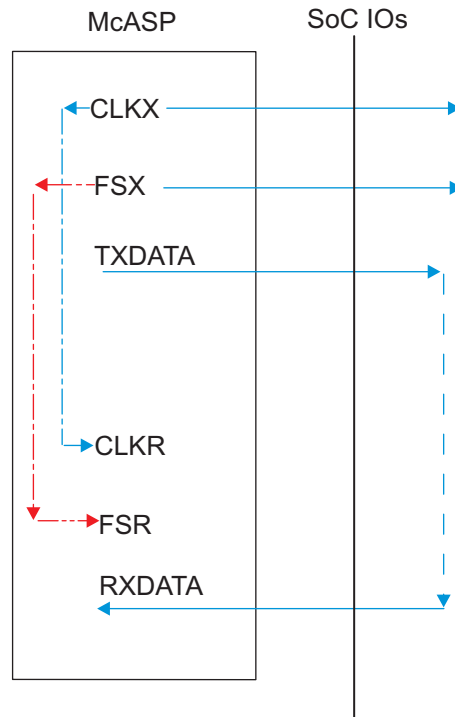 McASP
SoC IOs
CLKX
FSX
TXDATA
CLKR
FSR
RXDATA